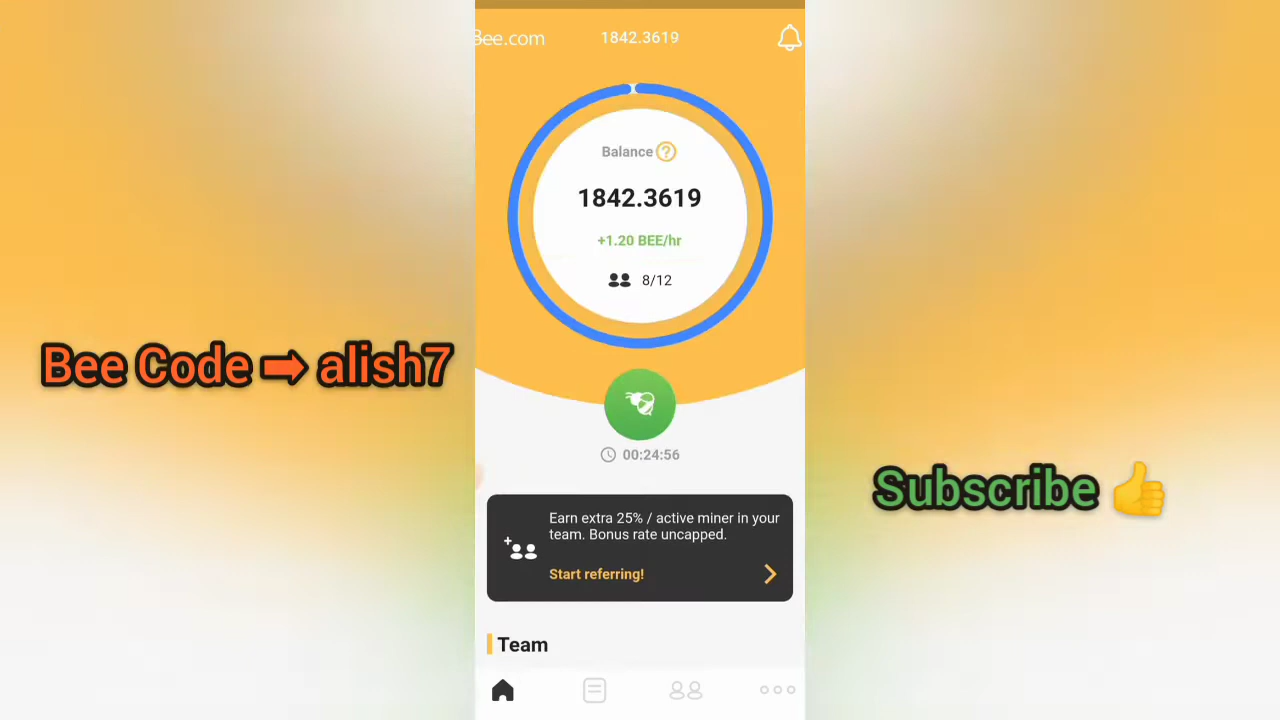 Bee.com
1842.3619
Balance ?
1842.3619
+1.20 BEE/hr
8/12
Bee Code ➡ alish7
00:24:56
Subscribe 👍
Earn extra 25% / active miner in your
team. Bonus rate uncapped.
Start referring!
Team